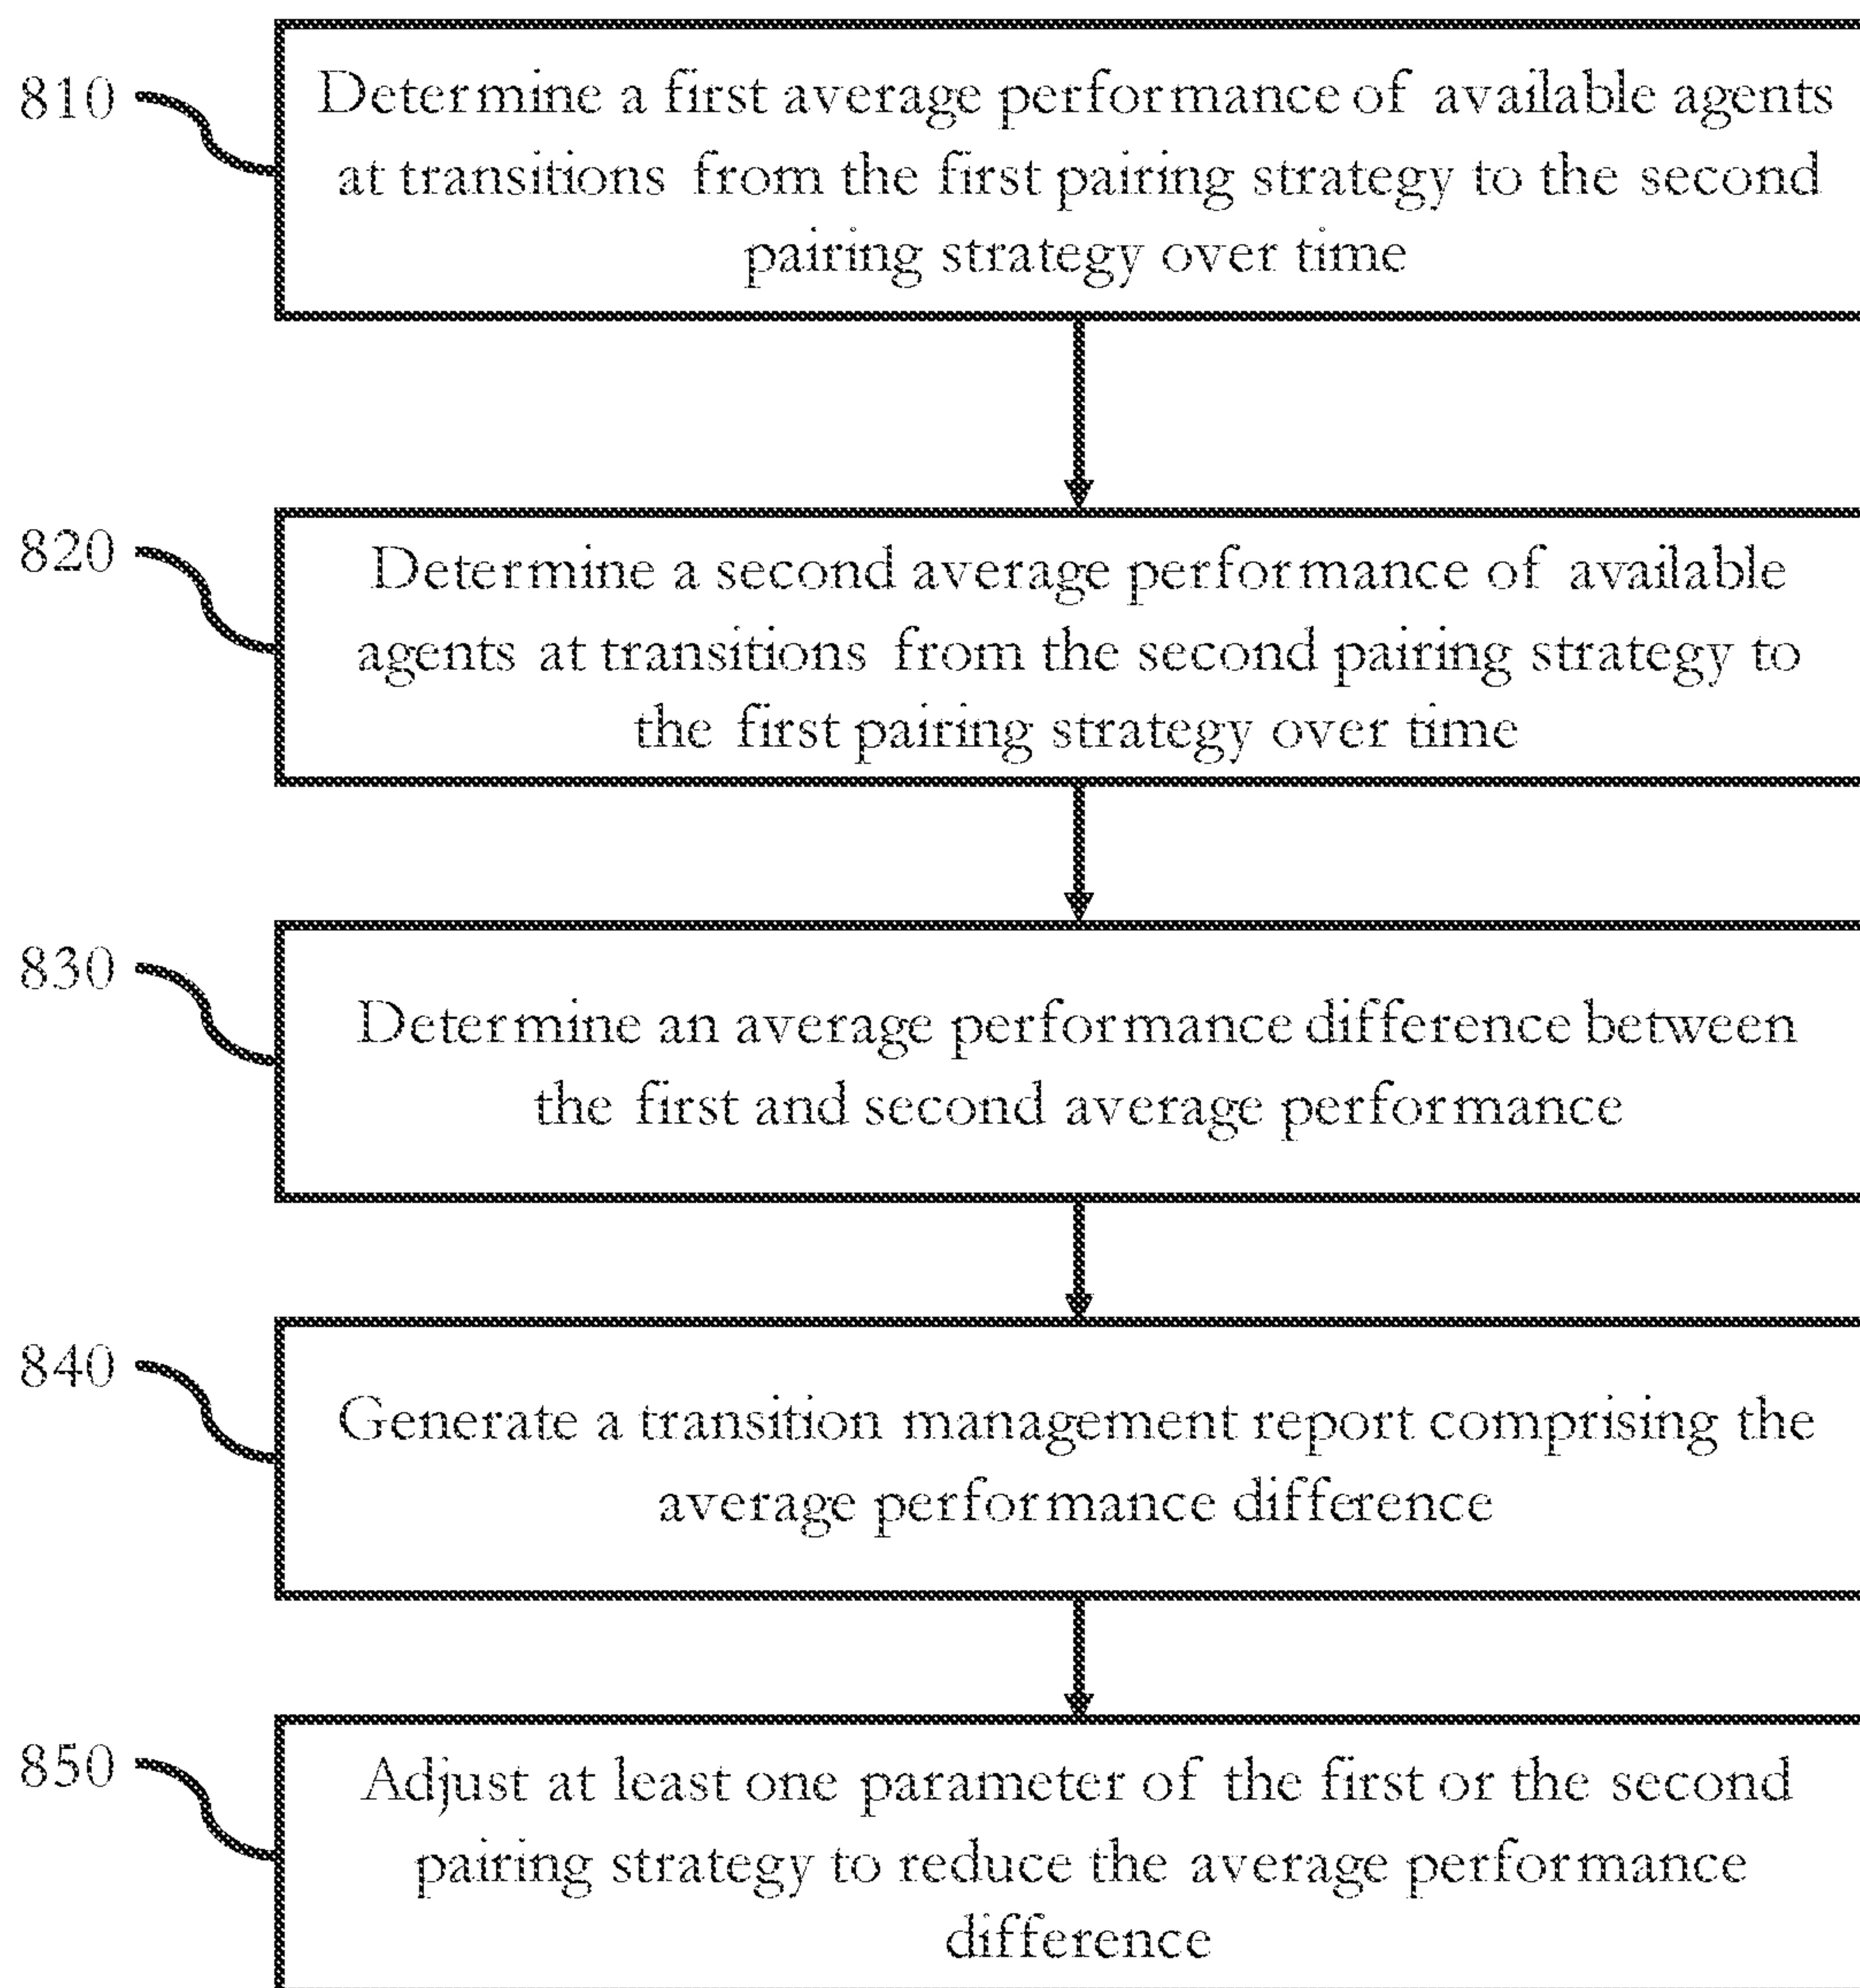 810
Determine a first average performance of available agents
at transitions from the first pairing strategy to the second
pairing strategy over time
820
Determine a second average performance of available
agents at transitions from the second pairing strategy to
the first pairing strategy over time
830
Determine an average performance difference between
the first and second average performance
840
Generate a transition management report comprising the
average performance difference
850
Adjust at least one parameter of the first or the second
pairing strategy to reduce the average performance
difference